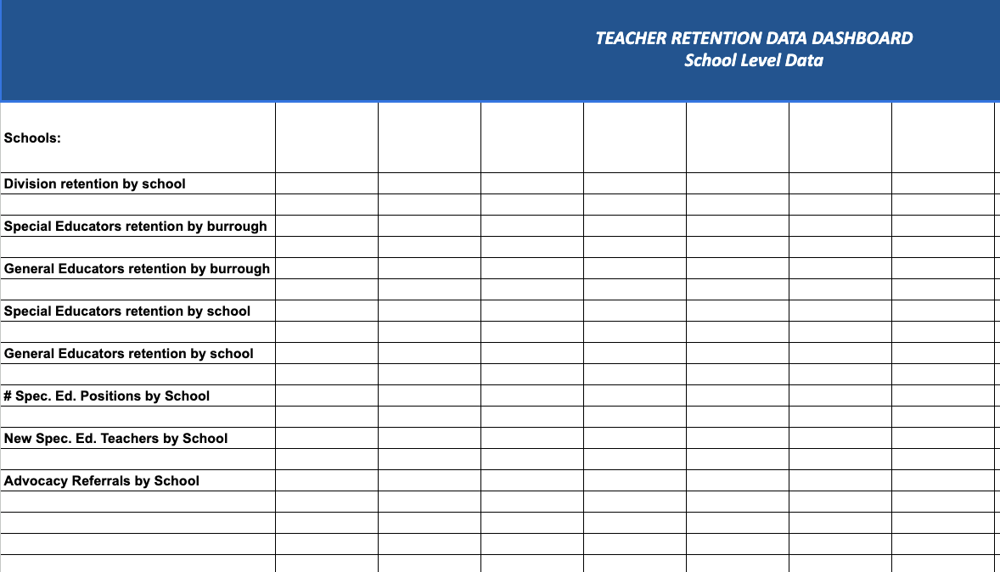 TEACHER RETENTION DATA DASHBOARD
School Level Data
Schools:
Division retention by school
Special Educators retention by burrough
General Educators retention by burrough
Special Educators retention by school
General Educators retention by school
# Spec. Ed. Positions by School
New Spec. Ed. Teachers by School
Advocacy Referrals by School